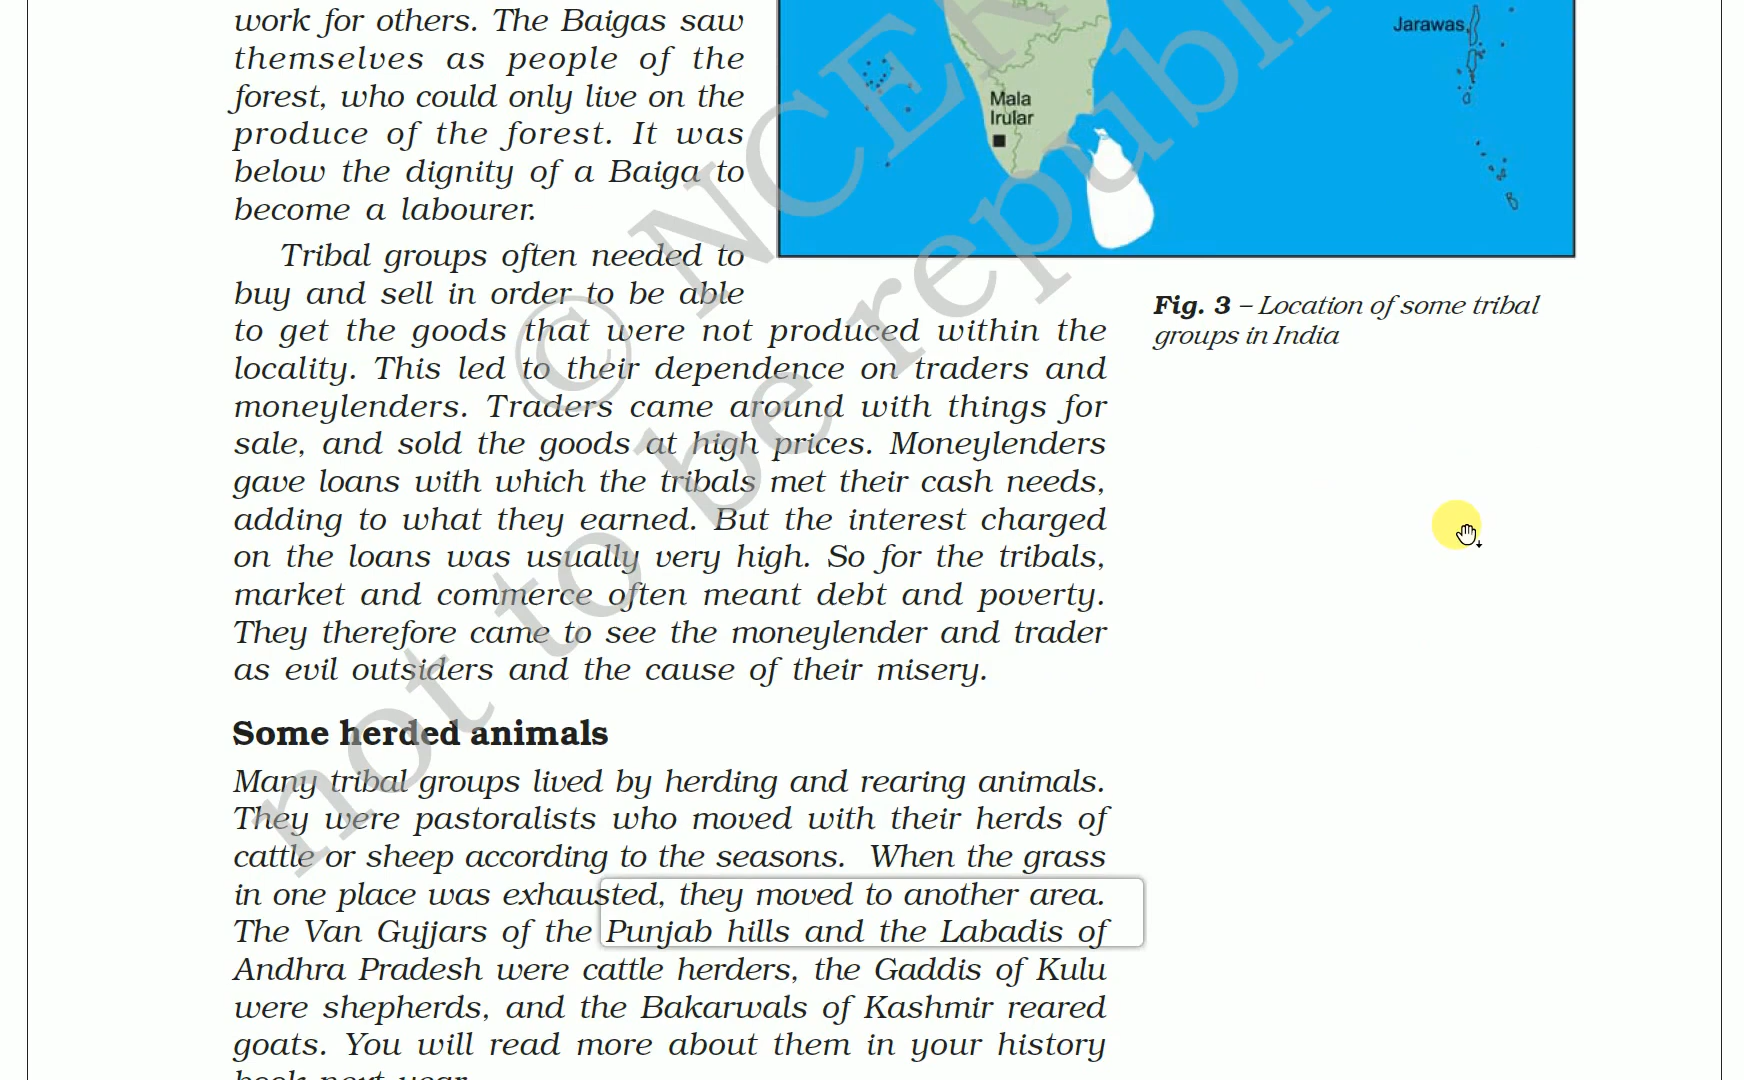 work for others. The Baigas saw
themselves as people of the
forest, who could only live on the
produce of the forest. It was
below the dignity of a Baiga to
become a labourer.
Tribal groups often needed to
buy and sell in order to be able
to get the goods that were not produced within the
locality. This led to their dependence on traders and
moneylenders. Traders came around with things for
sale, and sold the goods at high prices. Moneylenders
gave loans with which the tribals met their cash needs,
adding to what they earned. But the interest charged
on the loans was usually very high. So for the tribals,
market and commerce often meant debt and poverty.
They therefore came to see the moneylender and trader
as evil outsiders and the cause of their misery.
Some herded animals
Many tribal groups lived by herding and rearing animals.
They were pastoralists who moved with their herds of
cattle or sheep according to the seasons. When the grass
in one place was exhausted, they moved to another area.
The Van Gujjars of the Punjab hills and the Labadis of
Andhra Pradesh were cattle herders, the Gaddis of Kulu
were shepherds, and the Bakarwals of Kashmir reared
goats. You will read more about them in your history
book next year.
Jarawas
Mala
Irular
Fig. 3 – Location of some tribal
groups in India
© NCER
not to be republi